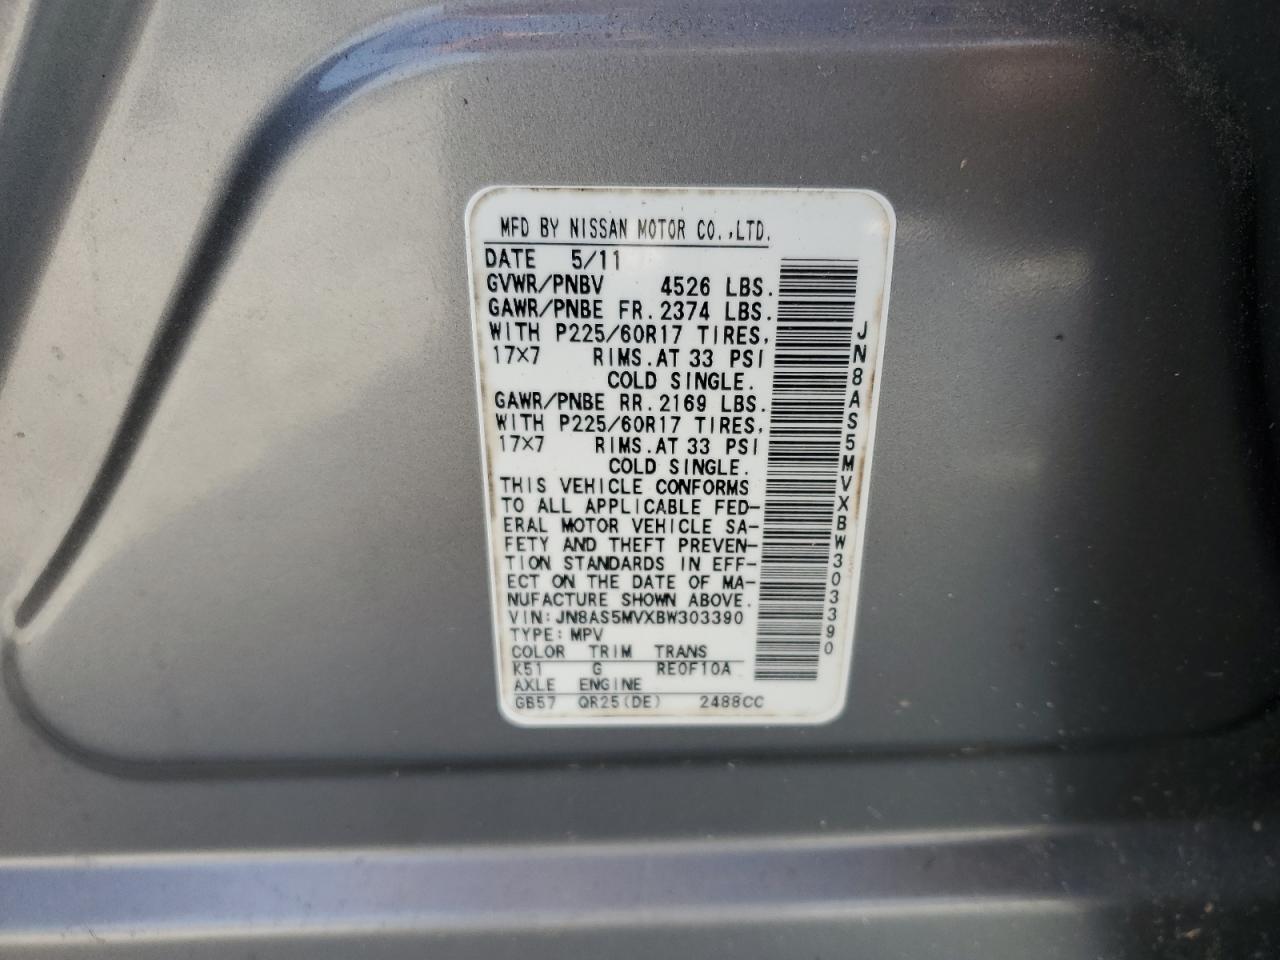 MFD BY NISSAN MOTOR CO.,LTD.
DATE 5/11
GVWR/PNBV 4526 LBS.
GAWR/PNBE FR.2374 LBS.
WITH P225/60R17 TIRES,
17X7 RIMS.AT 33 PSI
COLD SINGLE.
GAWR/PNBE RR.2169 LBS.
WITH P225/60R17 TIRES,
17X7 RIMS.AT 33 PSI
COLD SINGLE.
THIS VEHICLE CONFORMS
TO ALL APPLICABLE FED-
ERAL MOTOR VEHICLE SA-
FETY AND THEFT PREVEN-
TION STANDARDS IN EFF-
ECT ON THE DATE OF MA-
NUFACTURE SHOWN ABOVE.
VIN:JN8AS5MVXBW303390
TYPE:MPV
COLOR TRIM TRANS
K51 G RE0F10A
AXLE ENGINE
GB57 QR25(DE) 2488CC
JN8AS5MVXBW303390